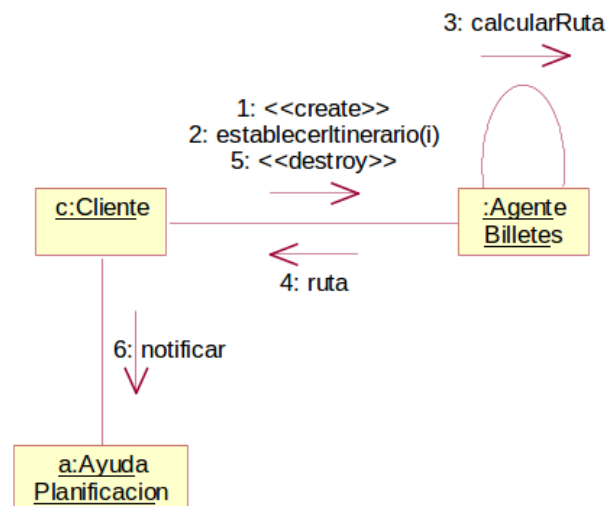 3: calcularRuta
1: <<create>>
2: establecerItinerario(i)
5: <<destroy>>
c:Cliente
:Agente
Billetes
4: ruta
6: notificar
a:Ayuda
Planificacion